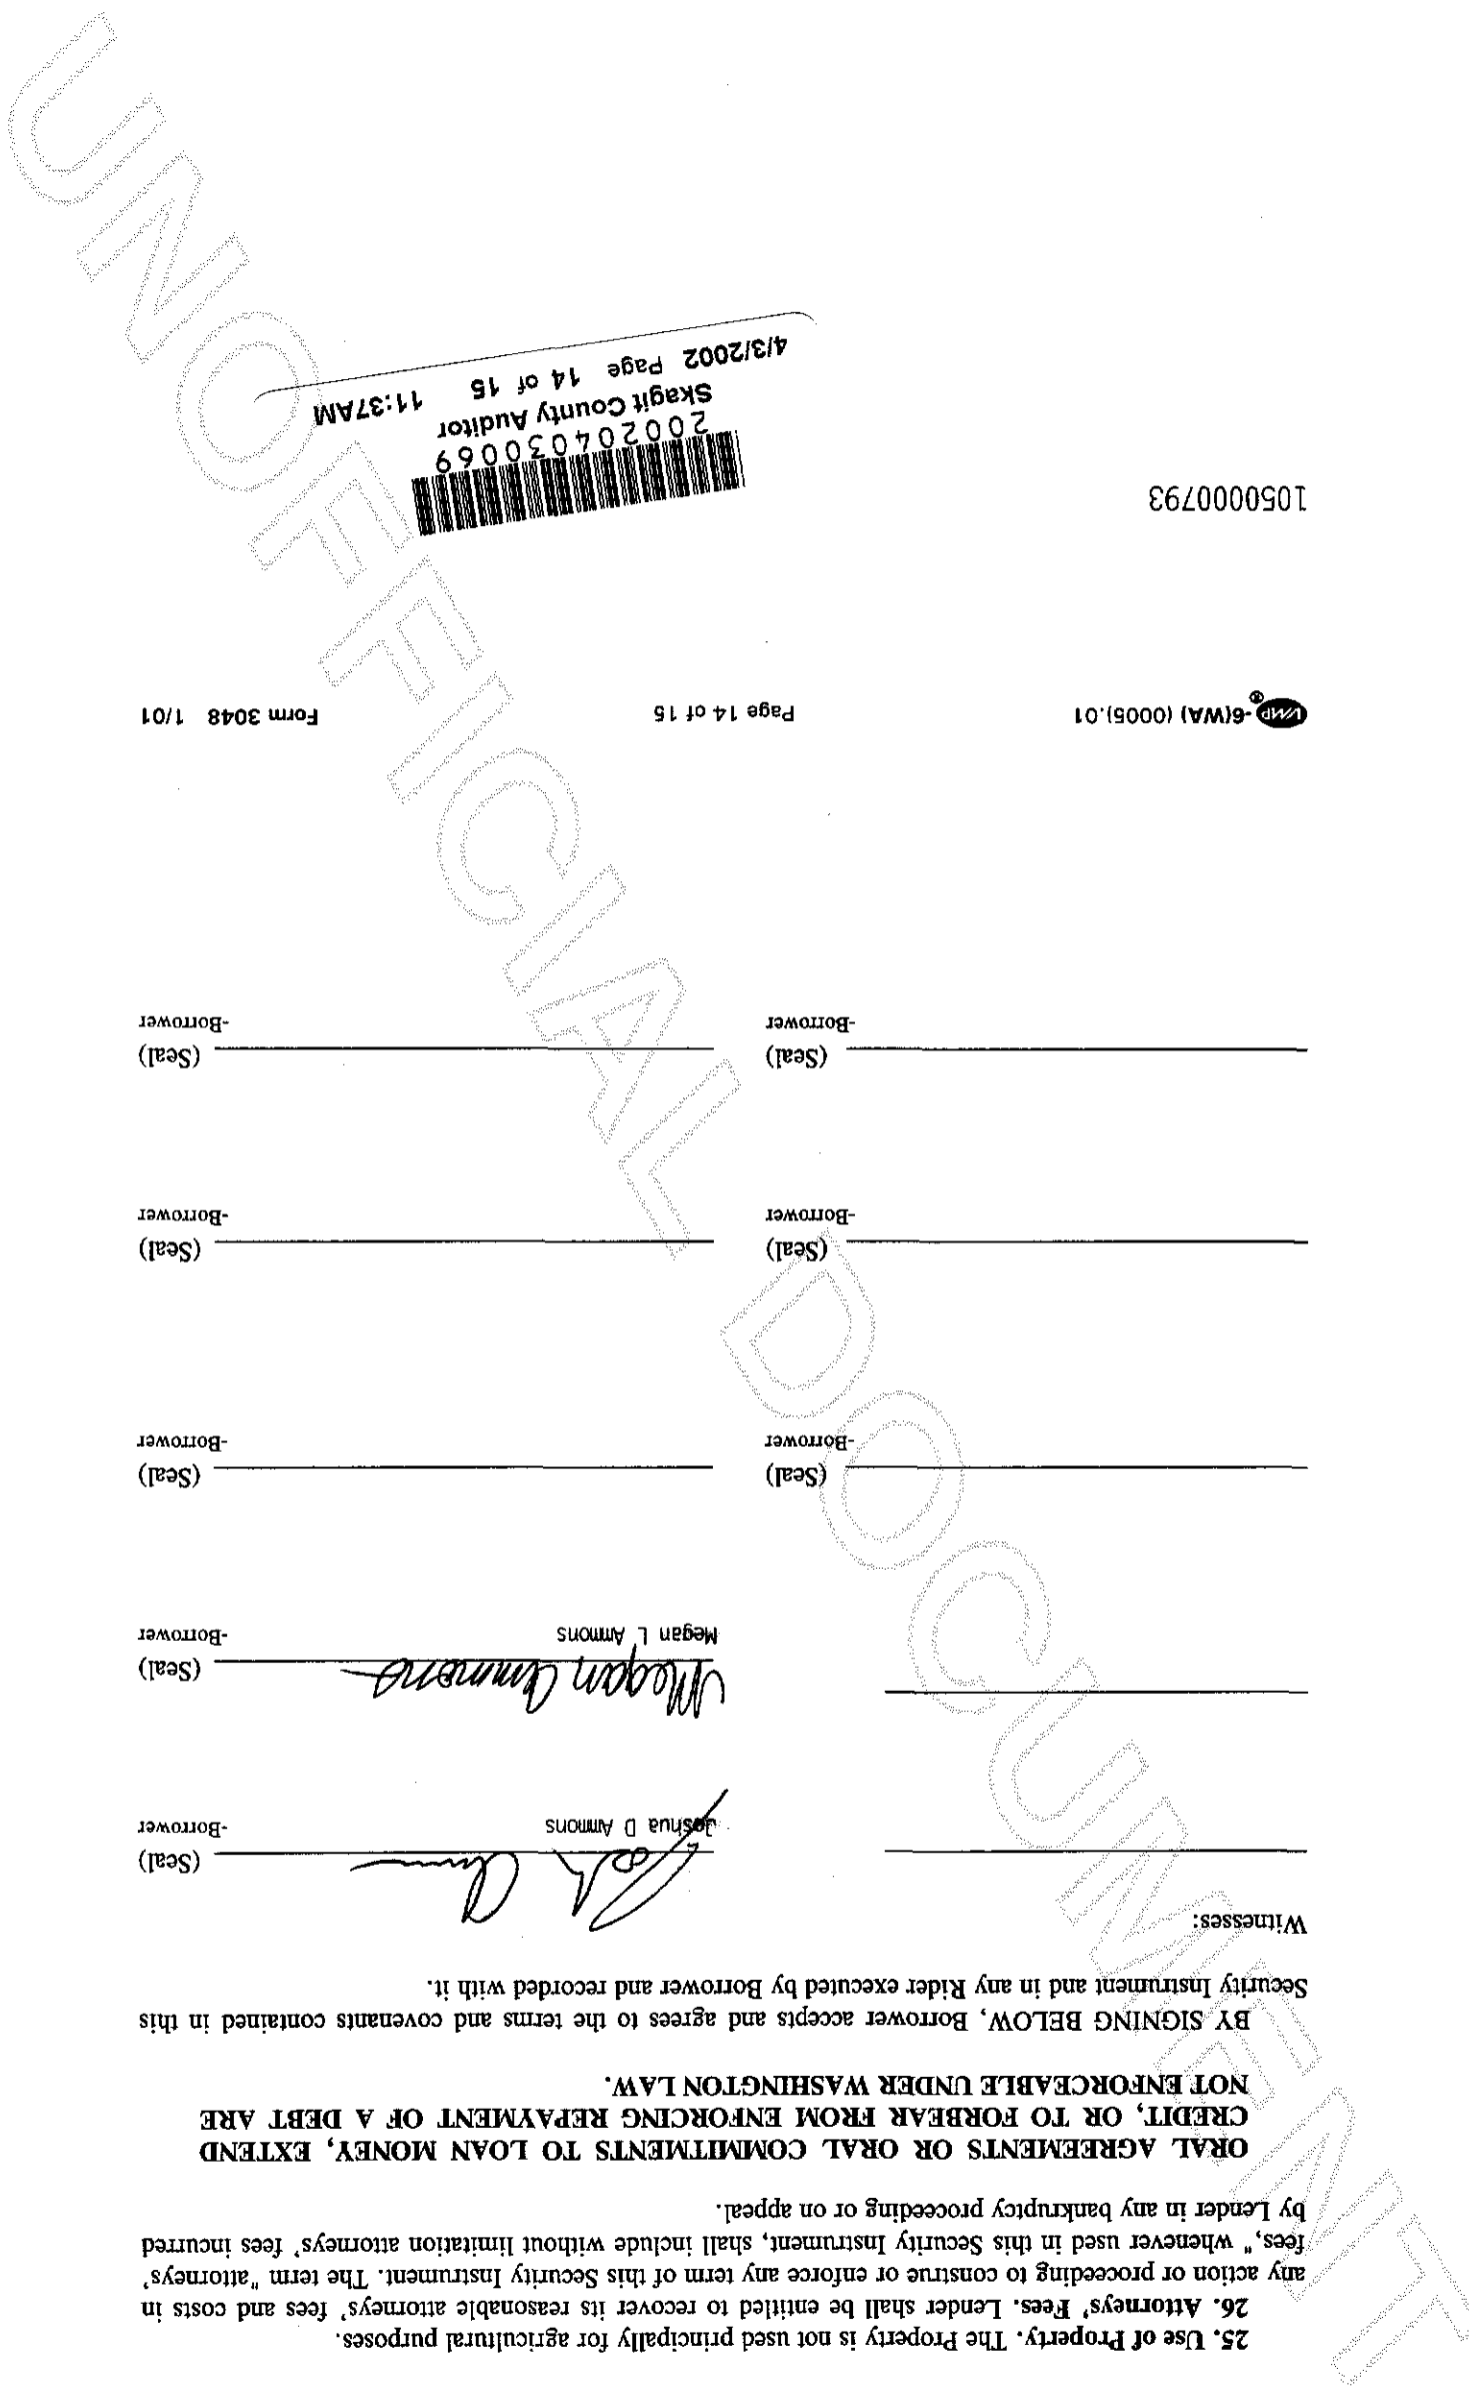 25. Use of Property. The Property is not used principally for agricultural purposes.
26. Attorneys' Fees. Lender shall be entitled to recover its reasonable attorneys' fees and costs in
any action or proceeding to construe or enforce any term of this Security Instrument. The term "attorneys'
fees," whenever used in this Security Instrument, shall include without limitation attorneys' fees incurred
by Lender in any bankruptcy proceeding or on appeal.
ORAL AGREEMENTS OR ORAL COMMITMENTS TO LOAN MONEY, EXTEND
CREDIT, OR TO FORBEAR FROM ENFORCING REPAYMENT OF A DEBT ARE
NOT ENFORCEABLE UNDER WASHINGTON LAW.
BY SIGNING BELOW, Borrower accepts and agrees to the terms and covenants contained in this
Security Instrument and in any Rider executed by Borrower and recorded with it.
Witnesses:
(Seal)
Joshua D Ammons -Borrower
Megan Ammons (Seal)
Megan L Ammons -Borrower
(Seal) (Seal)
-Borrower -Borrower
(Seal) (Seal)
-Borrower -Borrower
(Seal) (Seal)
-Borrower -Borrower
VMP®-6(WA) (0005).01 Page 14 of 15 Form 3048 1/01
1050000793
200204030069
Skagit County Auditor
4/3/2002 Page 14 of 15 11:37AM
UNOFFICIAL DOCUMENT